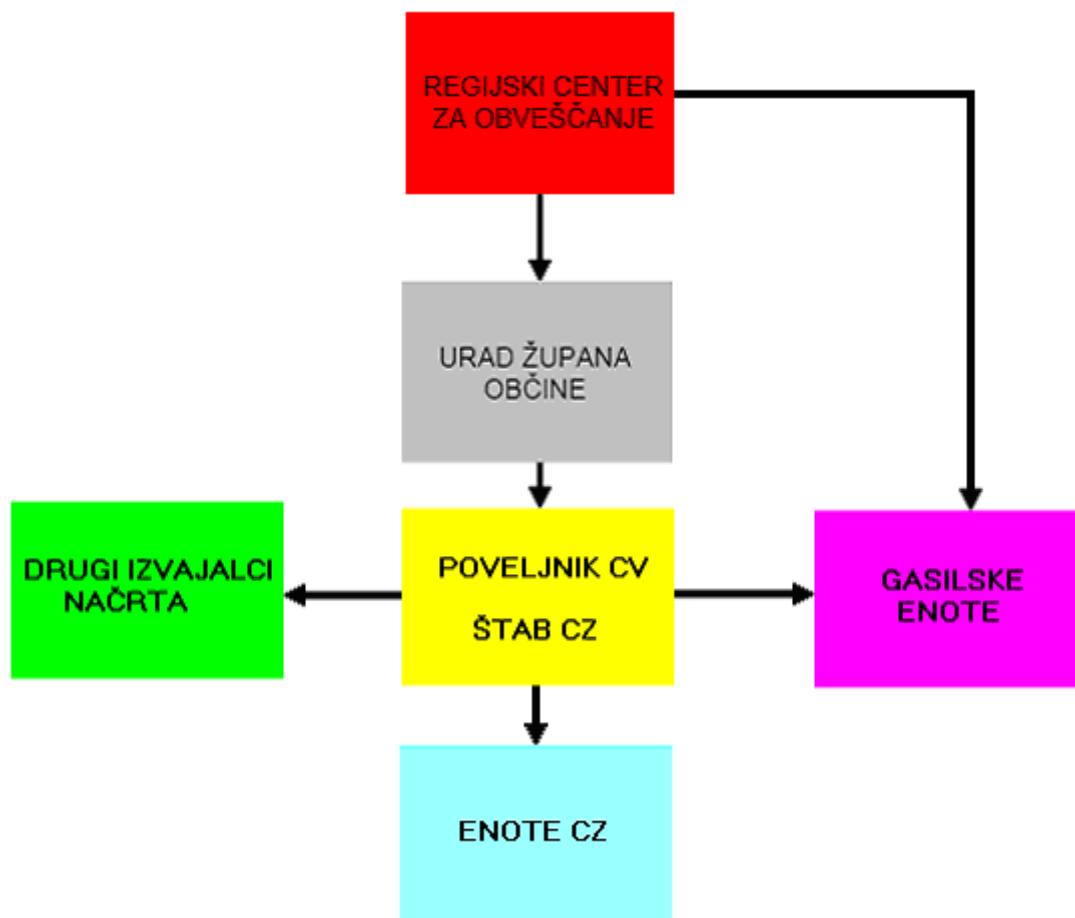 REGIJSKI CENTER
ZA OBVEŠČANJE
URAD ŽUPANA
OBČINE
DRUGI IZVAJALCI
NAČRTA
POVELJNIK CV
ŠTAB CZ
GASILSKE
ENOTE
ENOTE CZ